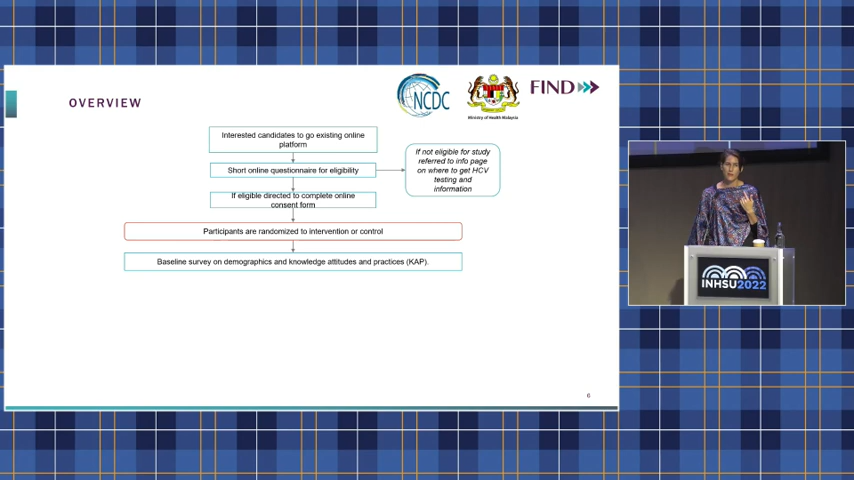 OVERVIEW
NCDC
Ministry of Health Malaysia
FIND
Interested candidates to go existing online
platform
Short online questionnaire for eligibility
If not eligible for study
referred to info page
on where to get HCV
testing and
information
If eligible directed to complete online
consent form
Participants are randomized to intervention or control
Baseline survey on demographics and knowledge attitudes and practices (KAP).
6
INHSU2022